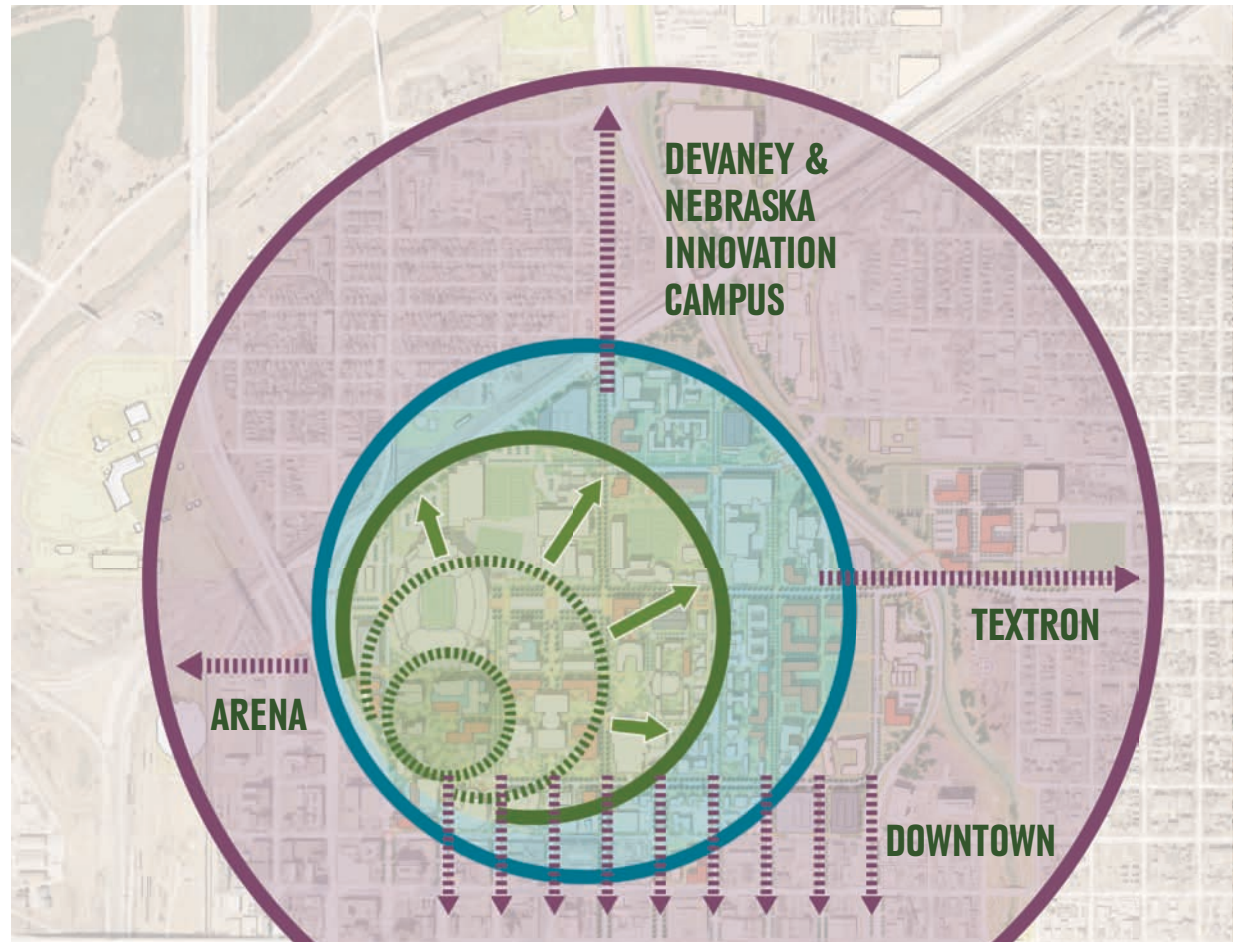 DEVANEY &
NEBRASKA
INNOVATION
CAMPUS
TEXTRON
ARENA
DOWNTOWN